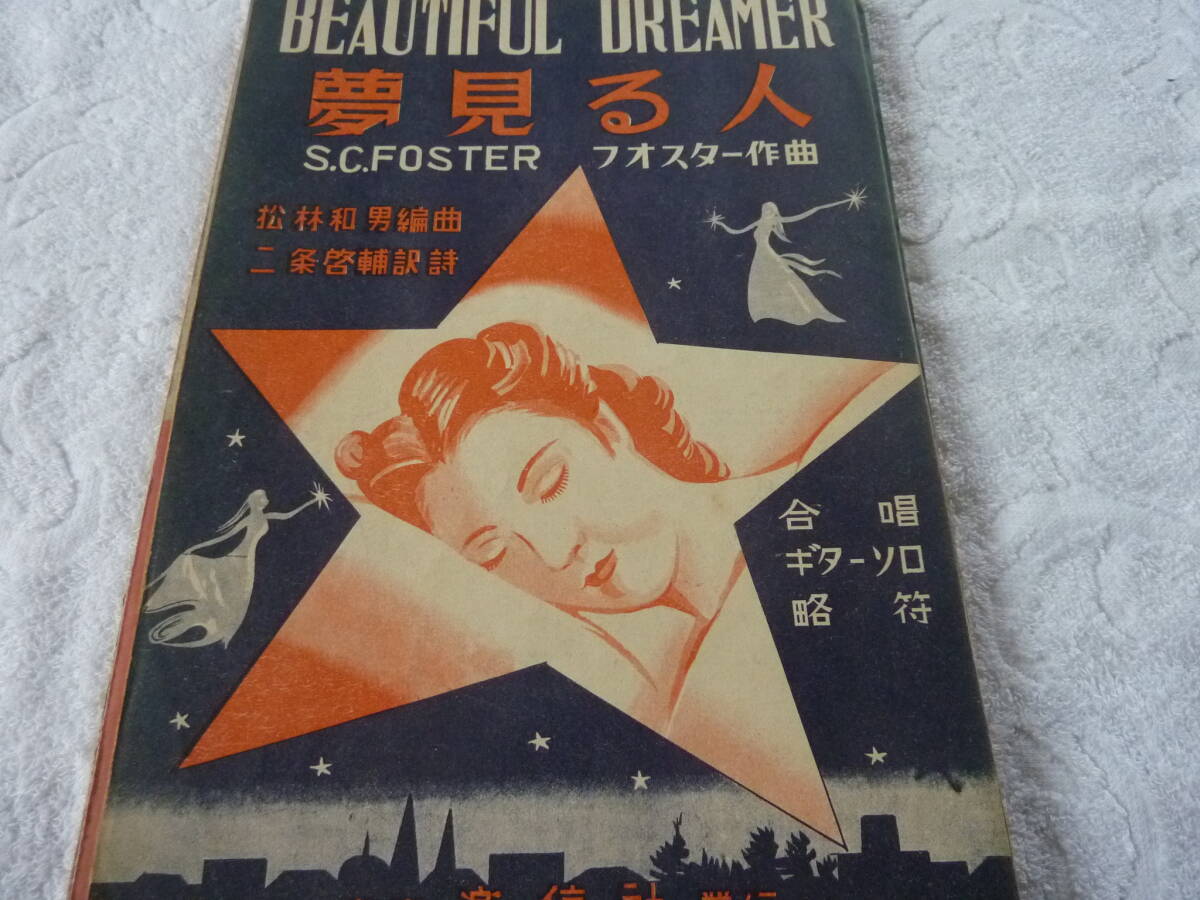 BEAUTIFUL DREAMER
夢見る人
S.C.FOSTER フオスター作曲
松林和男編曲
二条啓輔訳詩
合唱
ギターソロ
略符